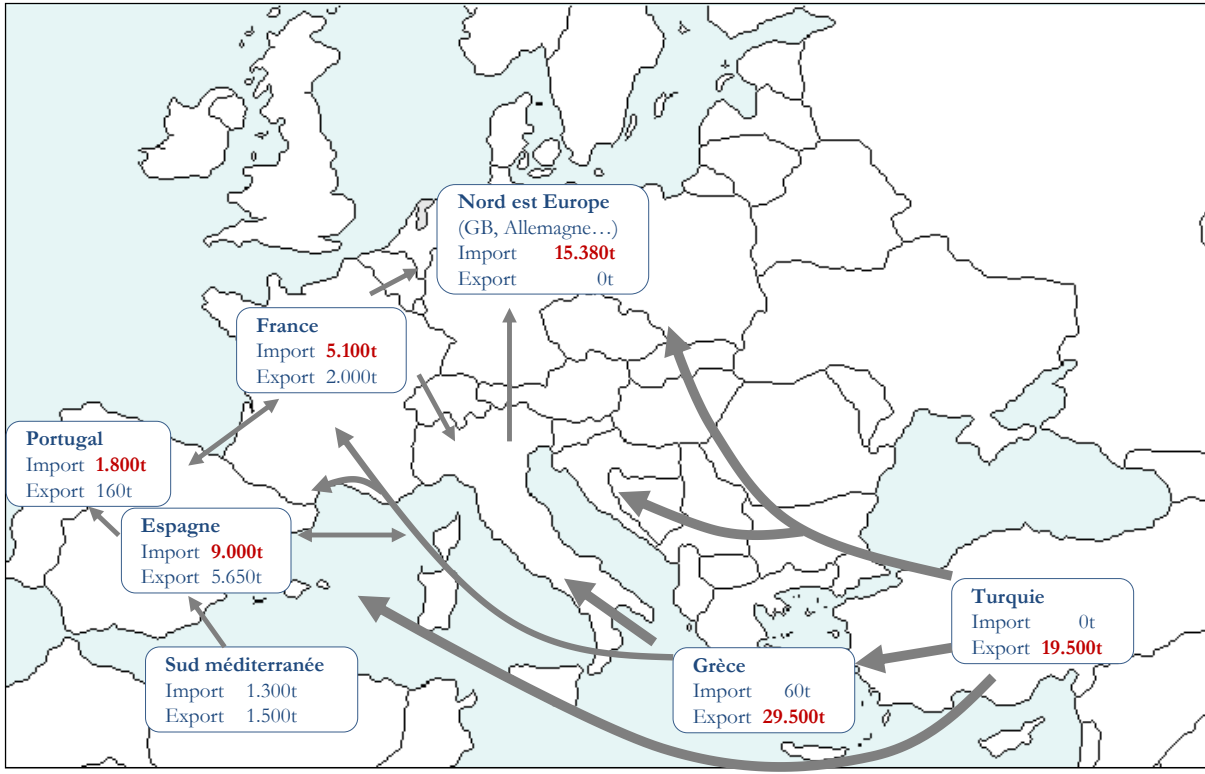 Nord est Europe
(GB, Allemagne…)
Import 15.380t
Export 0t
France
Import 5.100t
Export 2.000t
Portugal
Import 1.800t
Export 160t
Espagne
Import 9.000t
Export 5.650t
Turquie
Import 0t
Export 19.500t
Sud méditerranée
Import 1.300t
Export 1.500t
Grèce
Import 60t
Export 29.500t